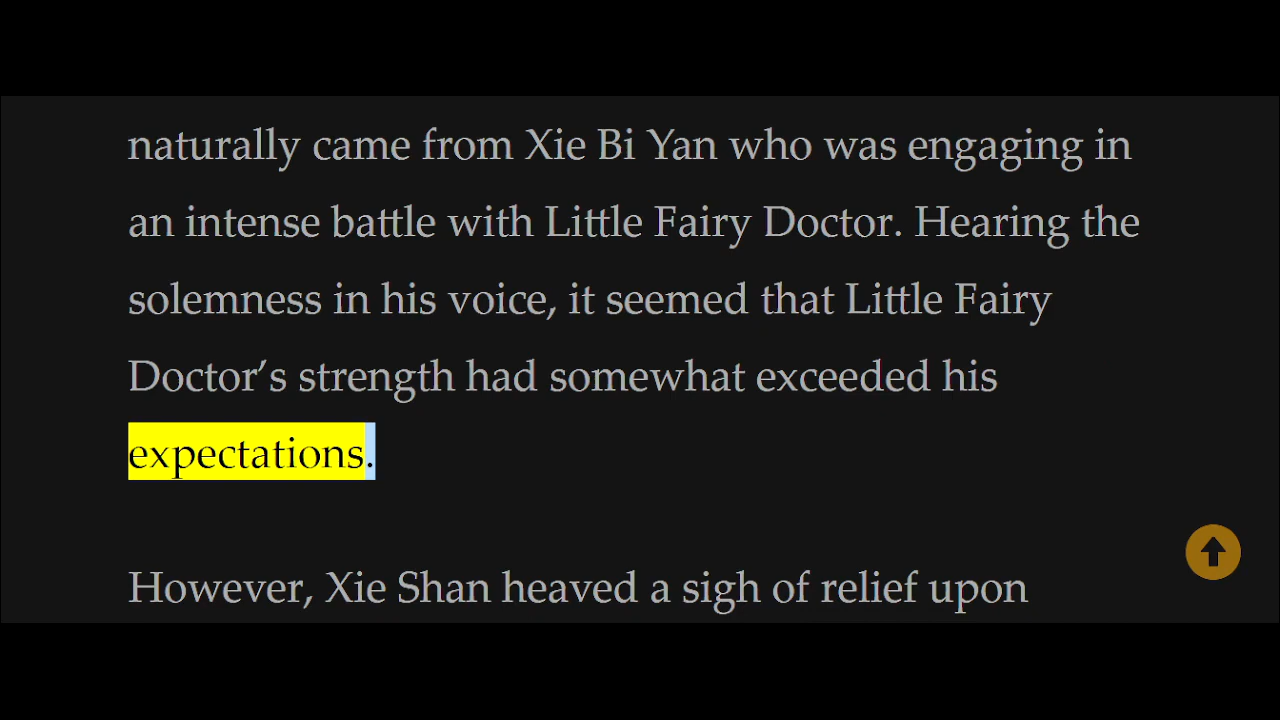 naturally came from Xie Bi Yan who was engaging in
an intense battle with Little Fairy Doctor. Hearing the
solemness in his voice, it seemed that Little Fairy
Doctor’s strength had somewhat exceeded his
expectations.
However, Xie Shan heaved a sigh of relief upon